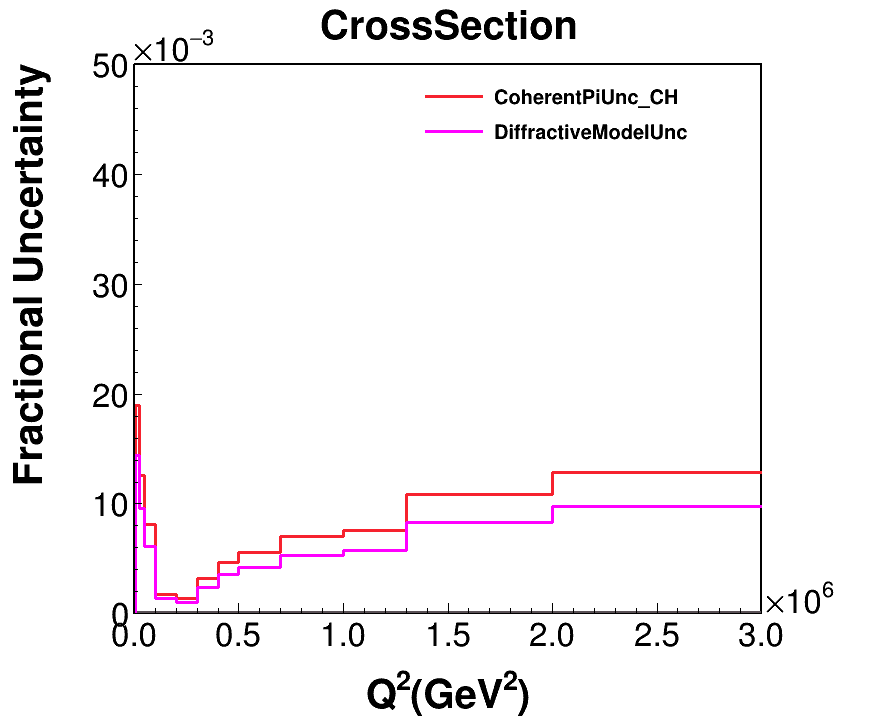 CrossSection
×10⁻³
Fractional Uncertainty
50
40
30
20
10
0
CoherentPiUnc_CH
DiffractiveModelUnc
0.0 0.5 1.0 1.5 2.0 2.5 3.0
×10⁶
Q²(GeV²)